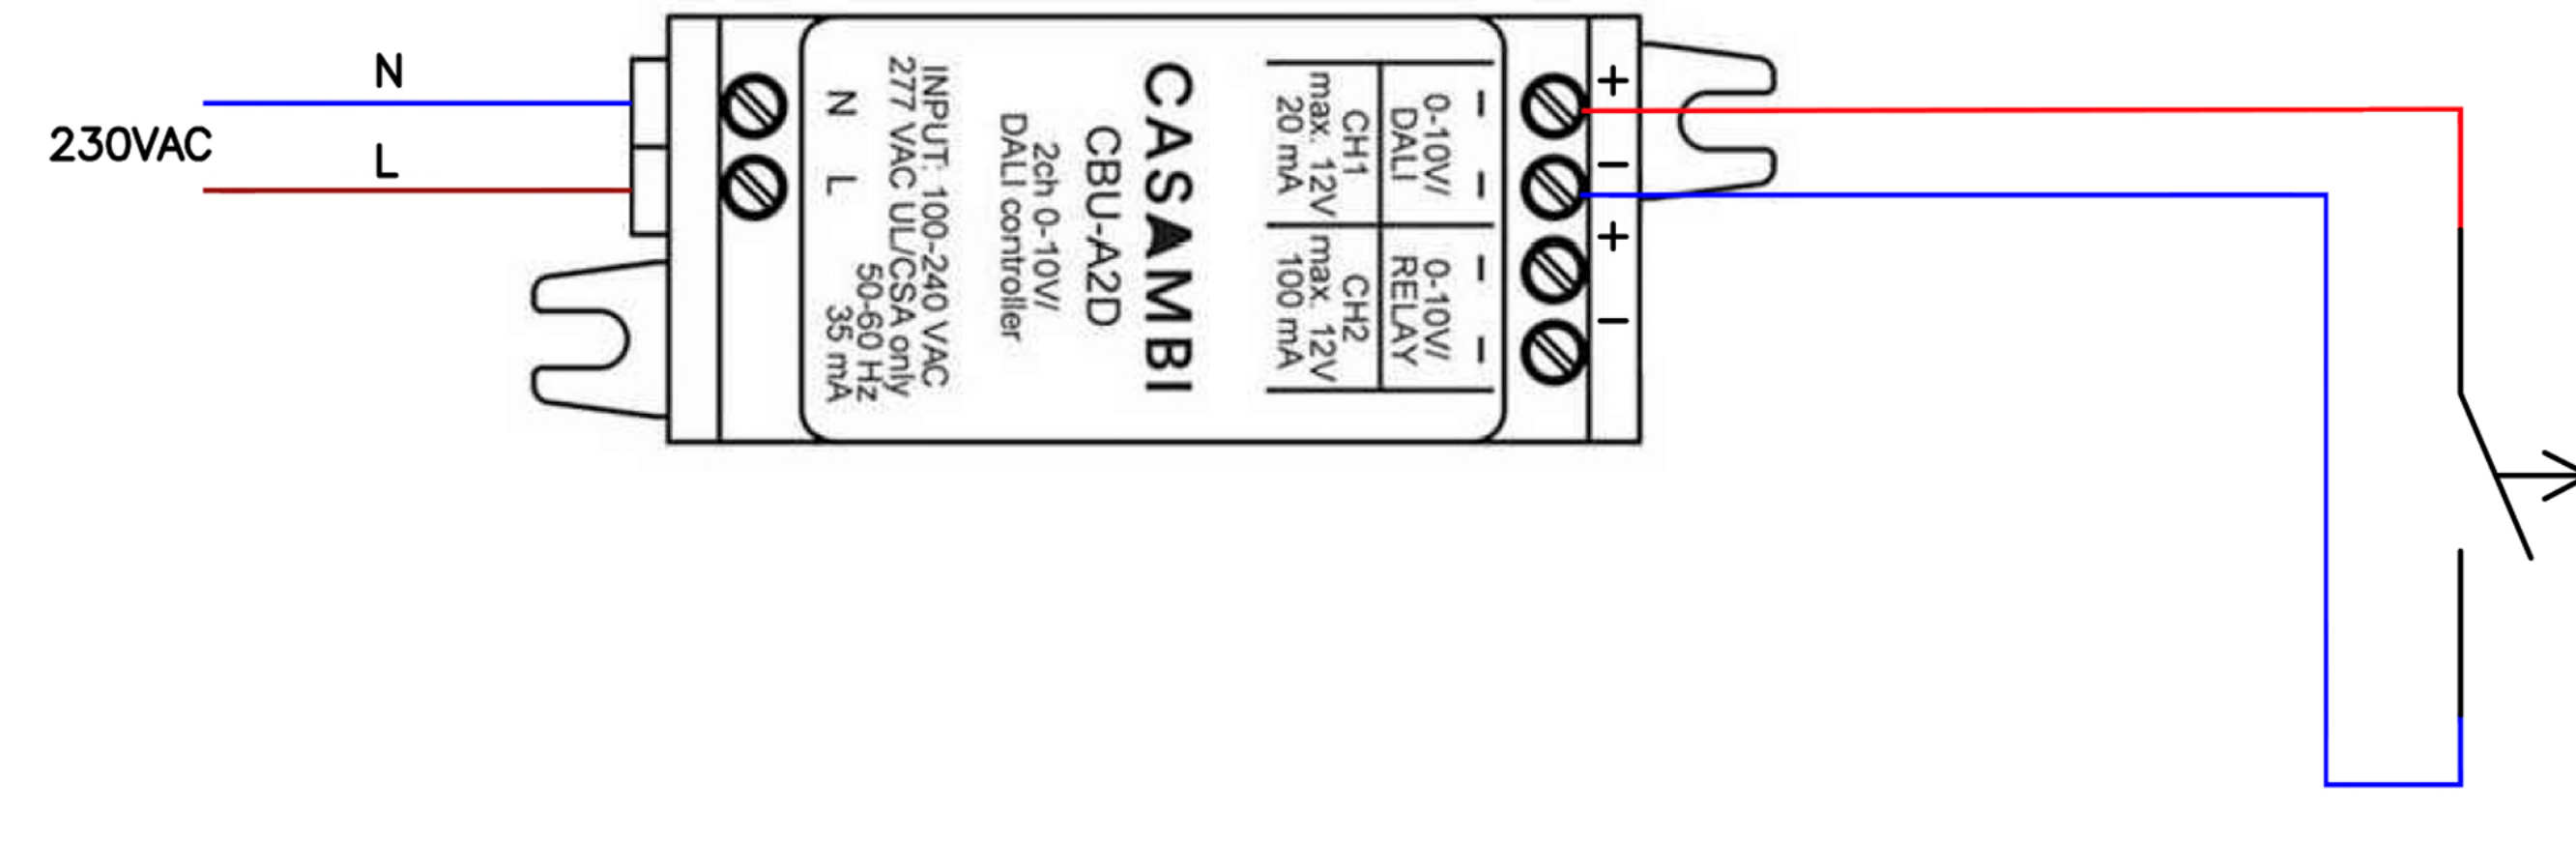 N
230VAC
L
N
L
INPUT: 100-240 VAC
277 VAC UL/CSA only
50-60 Hz
35 mA
2ch 0-10V/
DALI controller
CBU-A2D
CASAMBI
0-10V/
DALI
CH1
max. 12V
20 mA
0-10V/
RELAY
CH2
max. 12V
100 mA
+
−
+
−